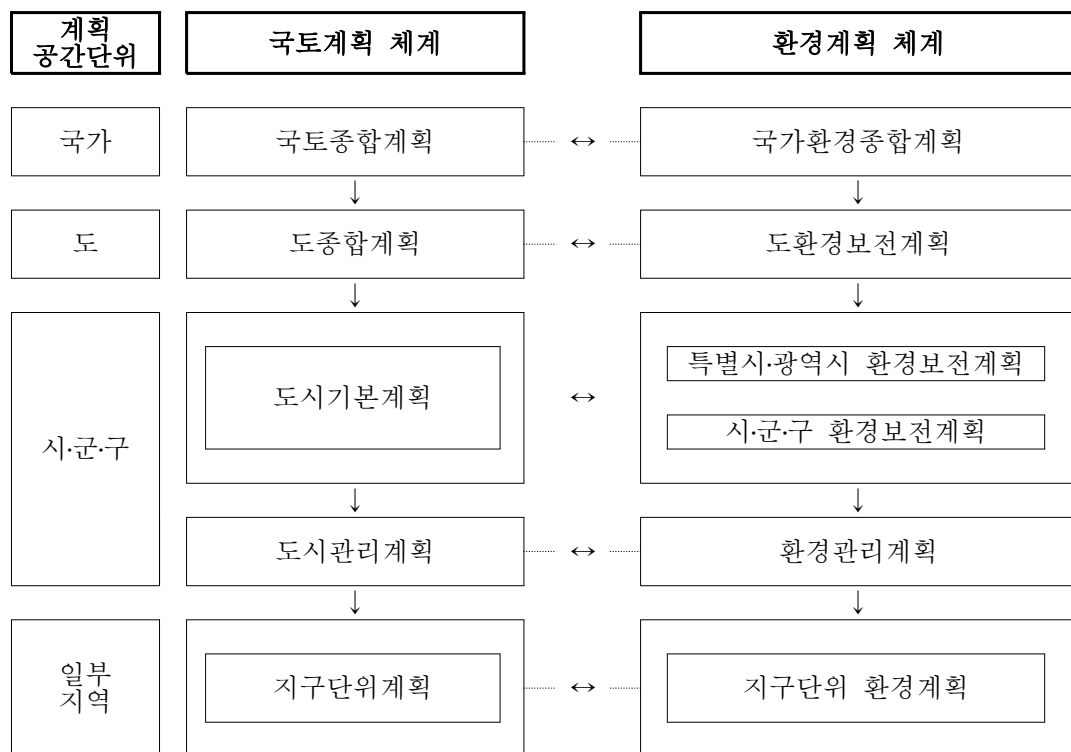 계획
공간단위
국토계획 체계
환경계획 체계
국가
국토종합계획
↔
국가환경종합계획
↓
↓
도
도종합계획
↔
도환경보전계획
↓
↓
시·군·구
도시기본계획
↔
특별시·광역시 환경보전계획
시·군·구 환경보전계획
↓
↓
도시관리계획
↔
환경관리계획
↓
↓
일부
지역
지구단위계획
↔
지구단위 환경계획